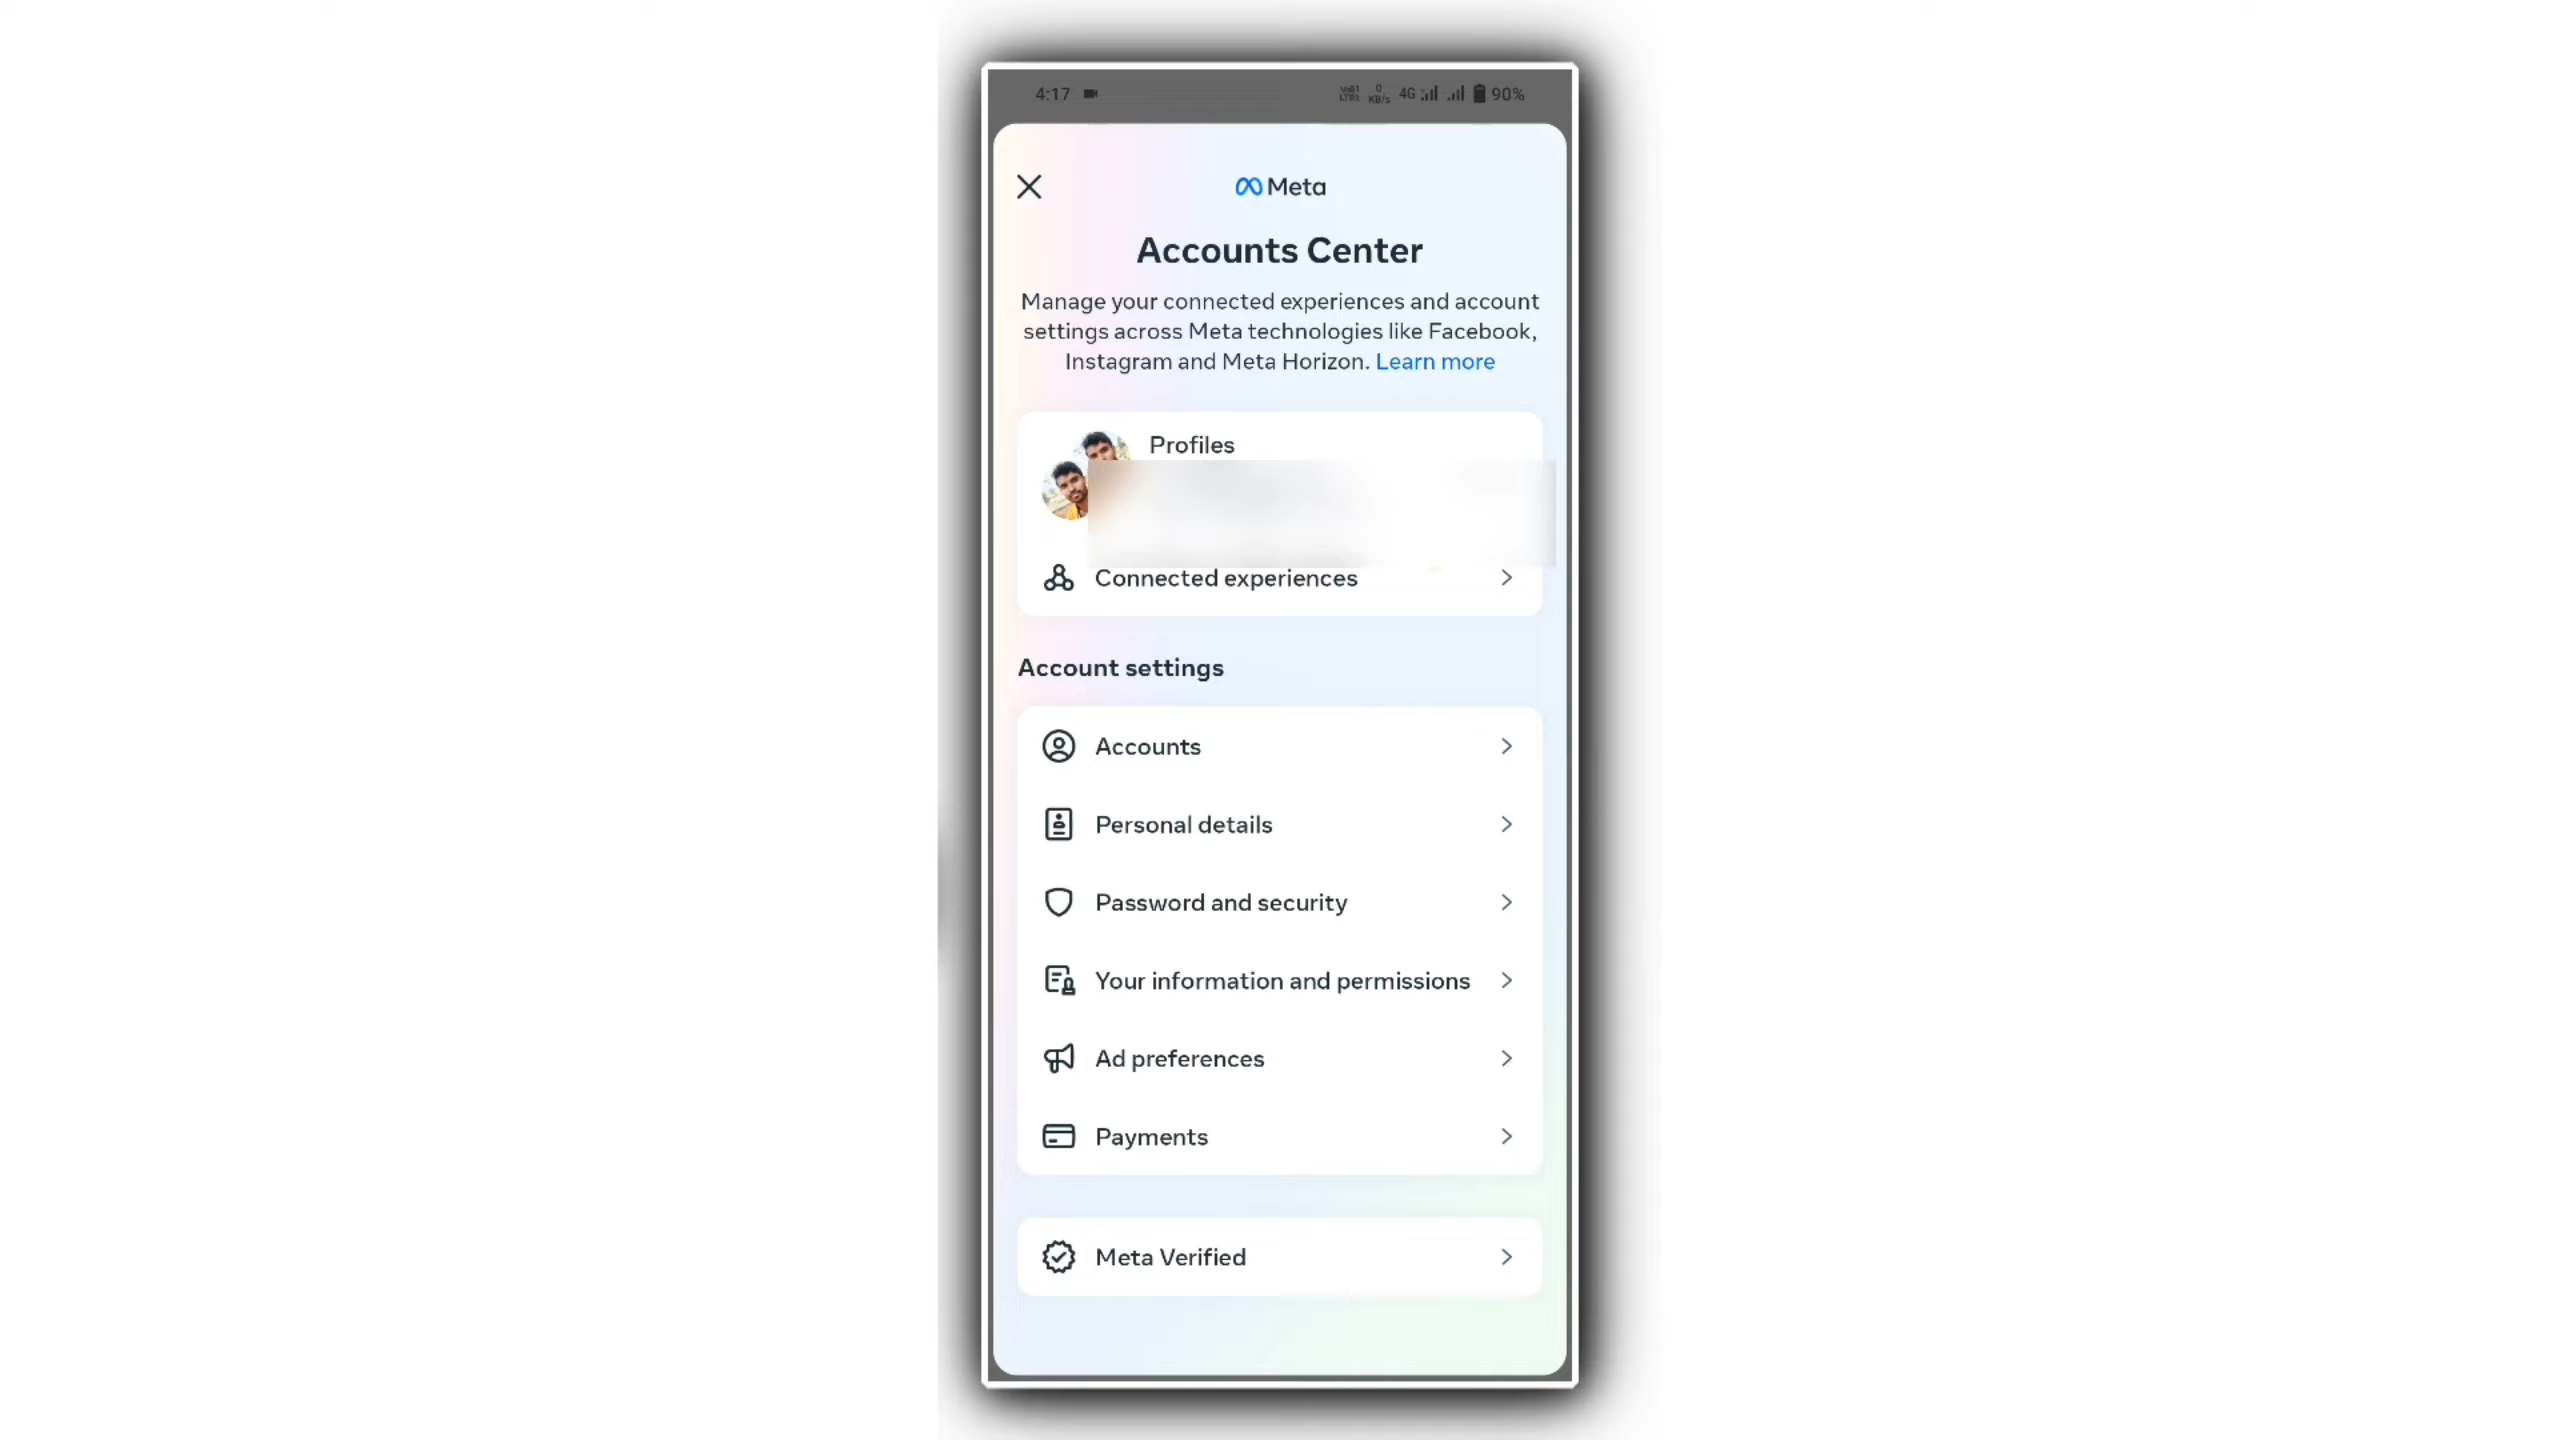 4:17 4G 90%
Meta
Accounts Center
Manage your connected experiences and account
settings across Meta technologies like Facebook,
Instagram and Meta Horizon. Learn more
Profiles
Connected experiences
Account settings
Accounts
Personal details
Password and security
Your information and permissions
Ad preferences
Payments
Meta Verified